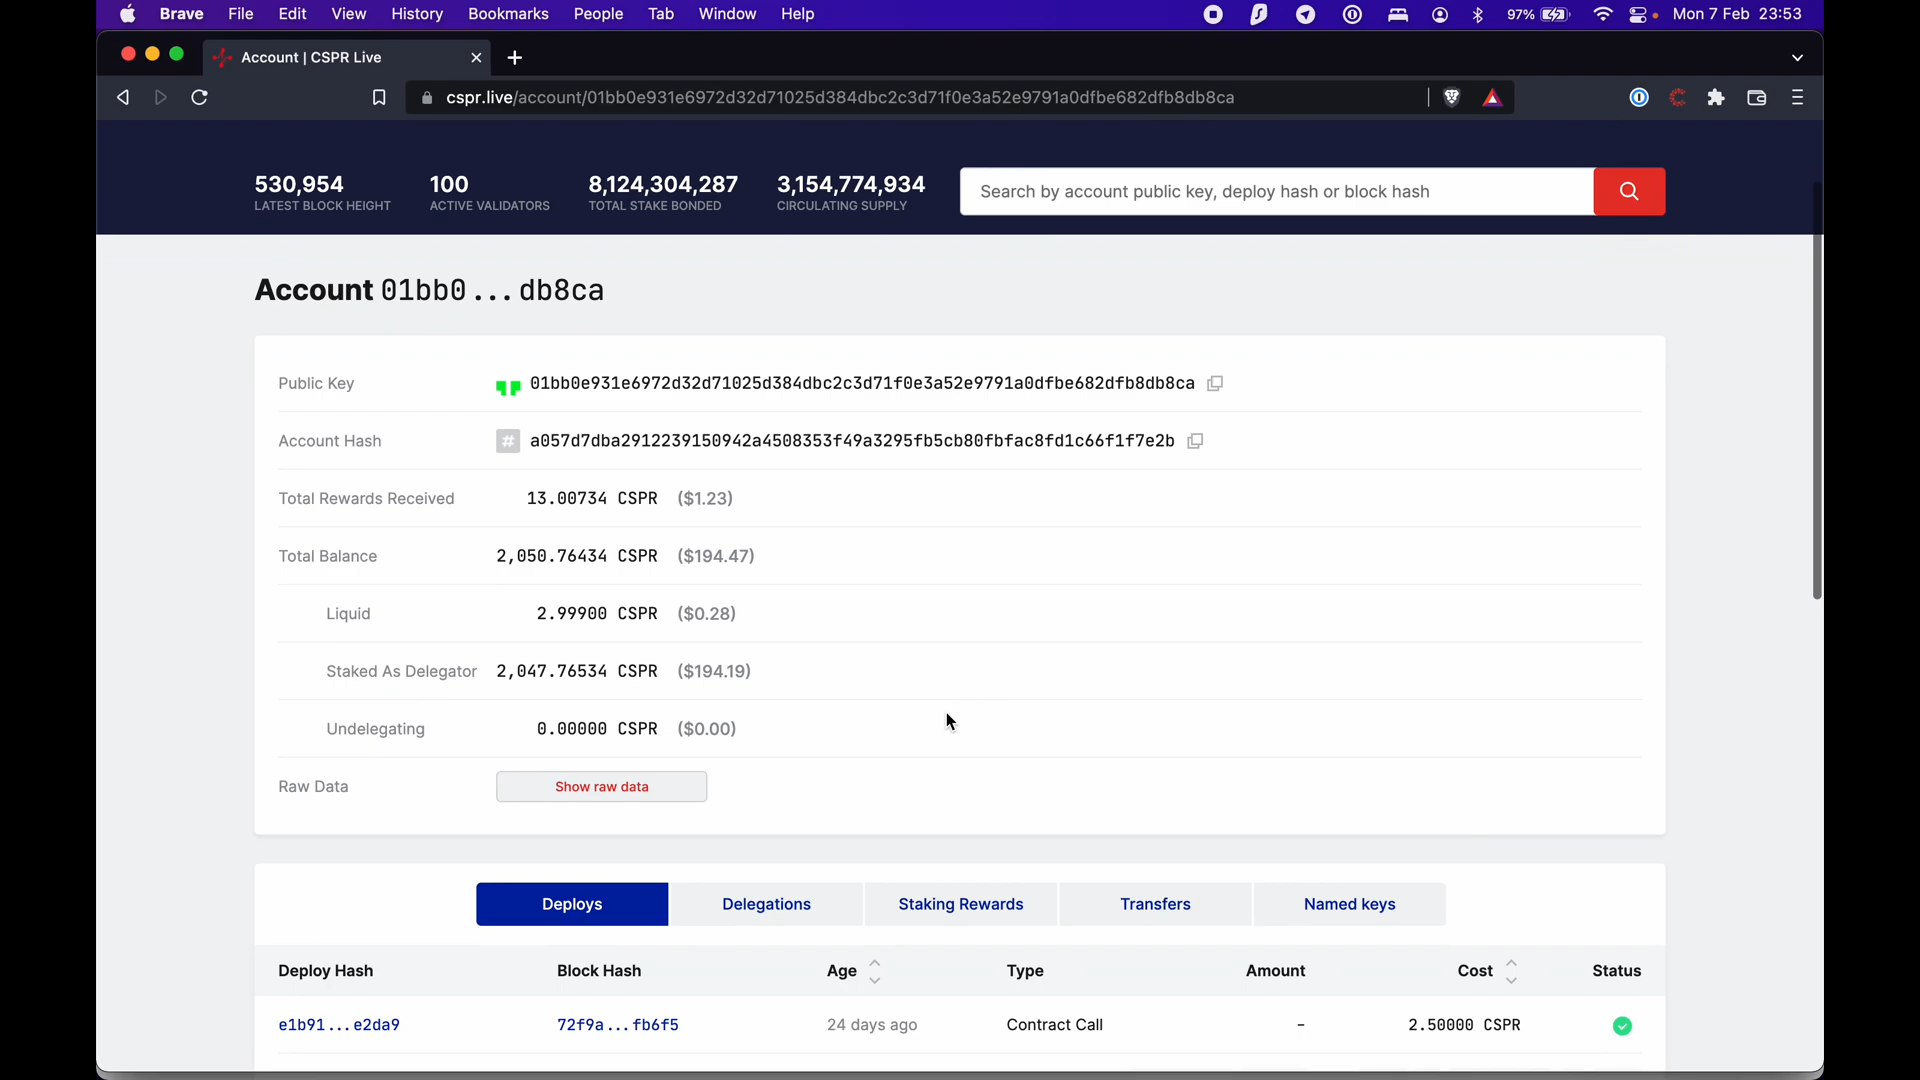 Brave File Edit View History Bookmarks People Tab Window Help 97% Mon 7 Feb 23:53
Account | CSPR Live
cspr.live/account/01bb0e931e6972d32d71025d384dbc2c3d71f0e3a52e9791a0dfbe682dfb8db8ca
530,954 100 8,124,304,287 3,154,774,934
LATEST BLOCK HEIGHT ACTIVE VALIDATORS TOTAL STAKE BONDED CIRCULATING SUPPLY
Search by account public key, deploy hash or block hash
Account 01bb0...db8ca
Public Key 01bb0e931e6972d32d71025d384dbc2c3d71f0e3a52e9791a0dfbe682dfb8db8ca
Account Hash # a057d7dba2912239150942a4508353f49a3295fb5cb80fbfac8fd1c66f1f7e2b
Total Rewards Received 13.00734 CSPR ($1.23)
Total Balance 2,050.76434 CSPR ($194.47)
Liquid 2.99900 CSPR ($0.28)
Staked As Delegator 2,047.76534 CSPR ($194.19)
Undelegating 0.00000 CSPR ($0.00)
Raw Data Show raw data
Deploys Delegations Staking Rewards Transfers Named keys
Deploy Hash Block Hash Age Type Amount Cost Status
e1b91...e2da9 72f9a...fb6f5 24 days ago Contract Call - 2.50000 CSPR